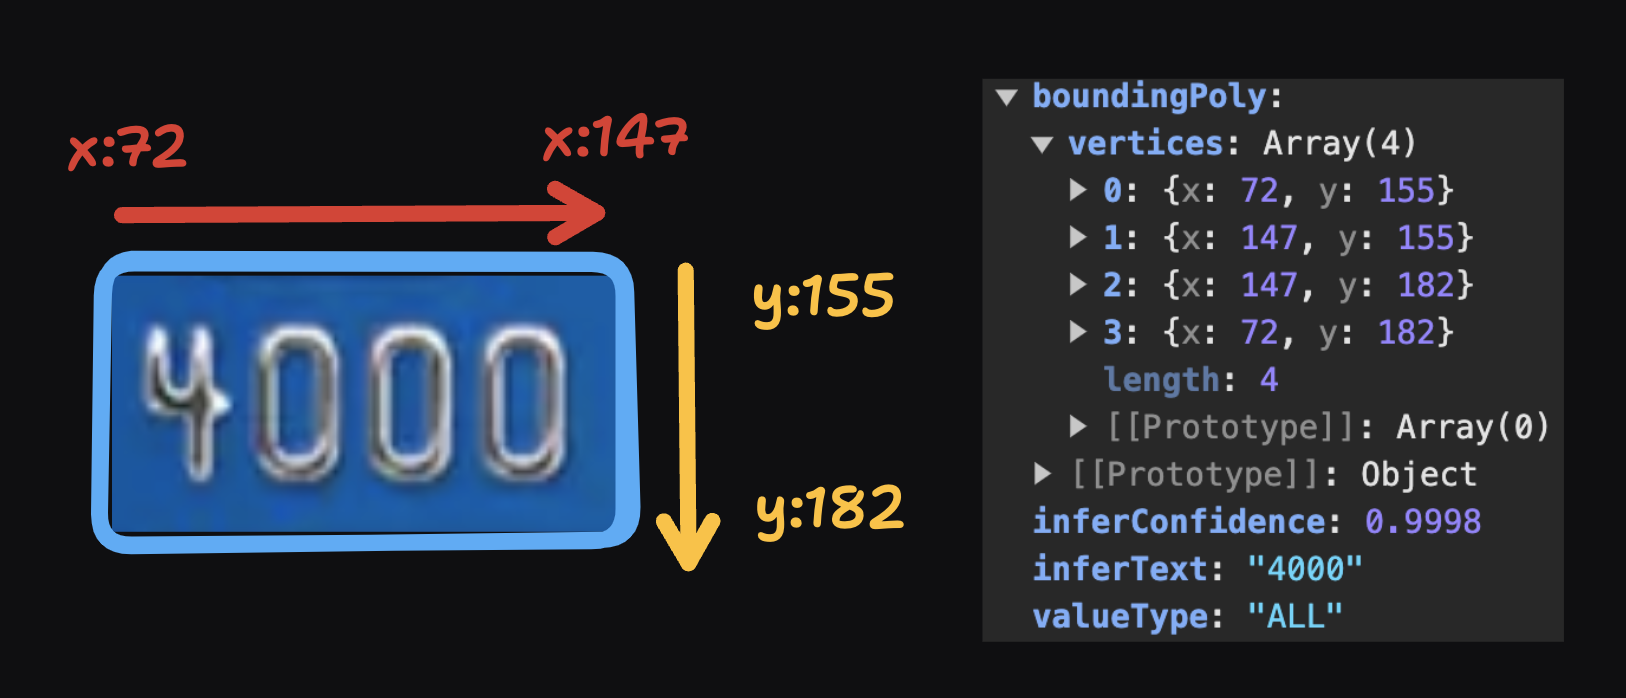 x:72
x:147
4000
y:155
y:182
▼ boundingPoly:
▼ vertices: Array(4)
▶ 0: {x: 72, y: 155}
▶ 1: {x: 147, y: 155}
▶ 2: {x: 147, y: 182}
▶ 3: {x: 72, y: 182}
length: 4
▶ [[Prototype]]: Array(0)
▶ [[Prototype]]: Object
inferConfidence: 0.9998
inferText: "4000"
valueType: "ALL"